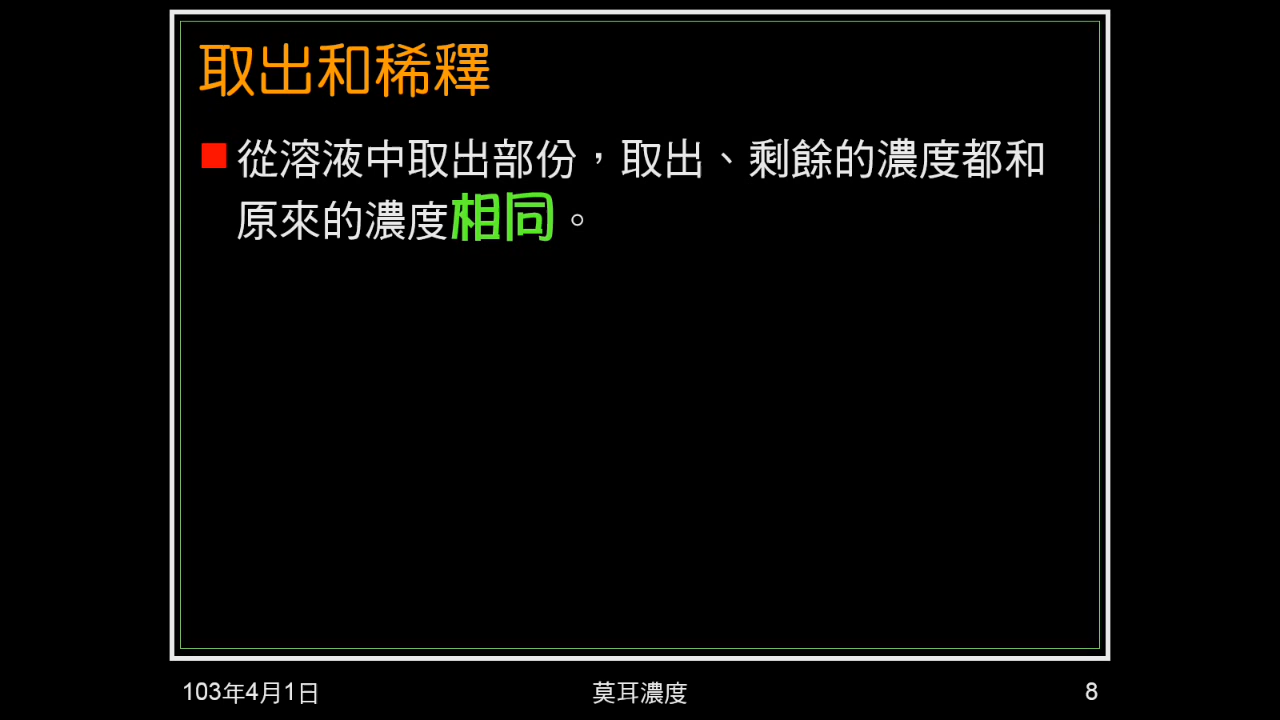 取出和稀釋
從溶液中取出部份，取出、剩餘的濃度都和
原來的濃度相同。
103年4月1日
莫耳濃度
8